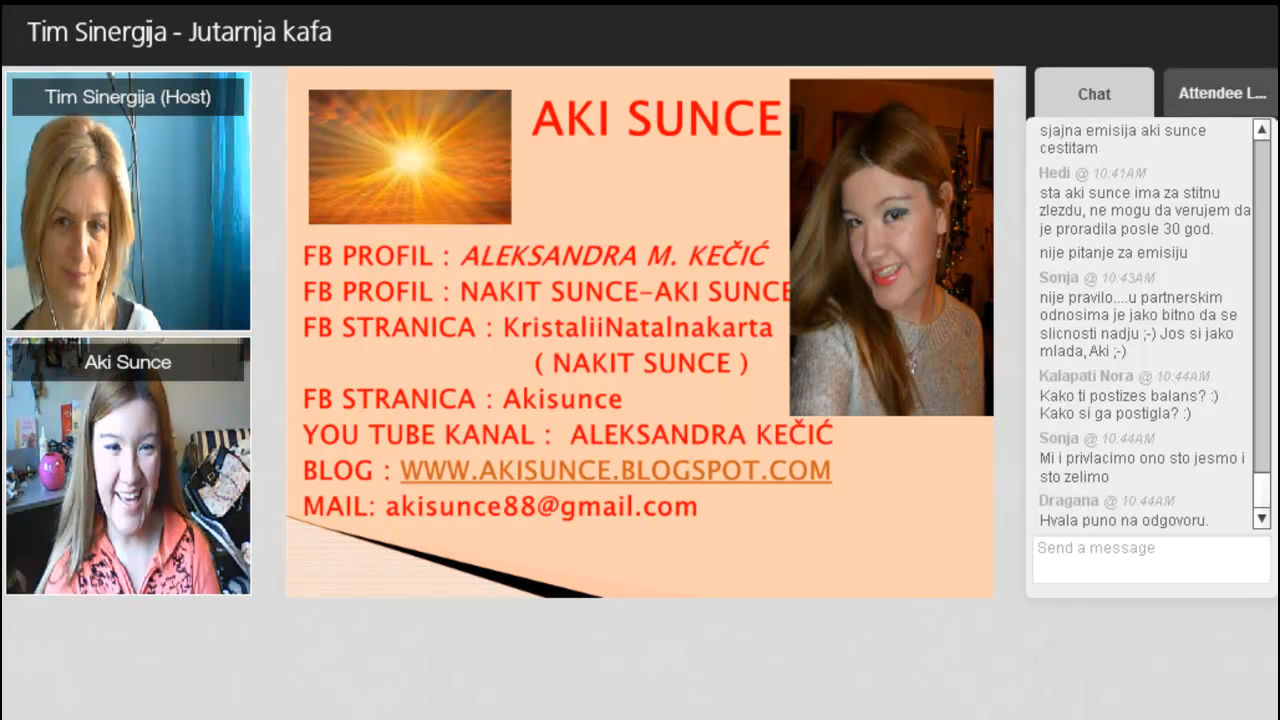 Tim Sinergija - Jutarnja kafa
Tim Sinergija (Host)
Aki Sunce
AKI SUNCE
FB PROFIL : ALEKSANDRA M. KEČIĆ
FB PROFIL : NAKIT SUNCE-AKI SUNCE
FB STRANICA : KristaliiNatalnakarta
( NAKIT SUNCE )
FB STRANICA : Akisunce
YOU TUBE KANAL : ALEKSANDRA KEČIĆ
BLOG : WWW.AKISUNCE.BLOGSPOT.COM
MAIL: akisunce88@gmail.com
Chat
Attendee L...
sjajna emisija aki sunce
cestitam
Hedi @ 10:41AM
sta aki sunce ima za stitnu
zlezdu, ne mogu da verujem da
je proradila posle 30 god.
nije pitanje za emisiju
Sonja @ 10:43AM
nije pravilo....u partnerskim
odnosima je jako bitno da se
slicnosti nadju ;-) Jos si jako
mlada, Aki ;-)
Kalapati Nora @ 10:44AM
Kako ti postizes balans? :)
Kako si ga postigla? :)
Sonja @ 10:44AM
Mi i privlacimo ono sto jesmo i
sto zelimo
Dragana @ 10:44AM
Hvala puno na odgovoru.
Send a message